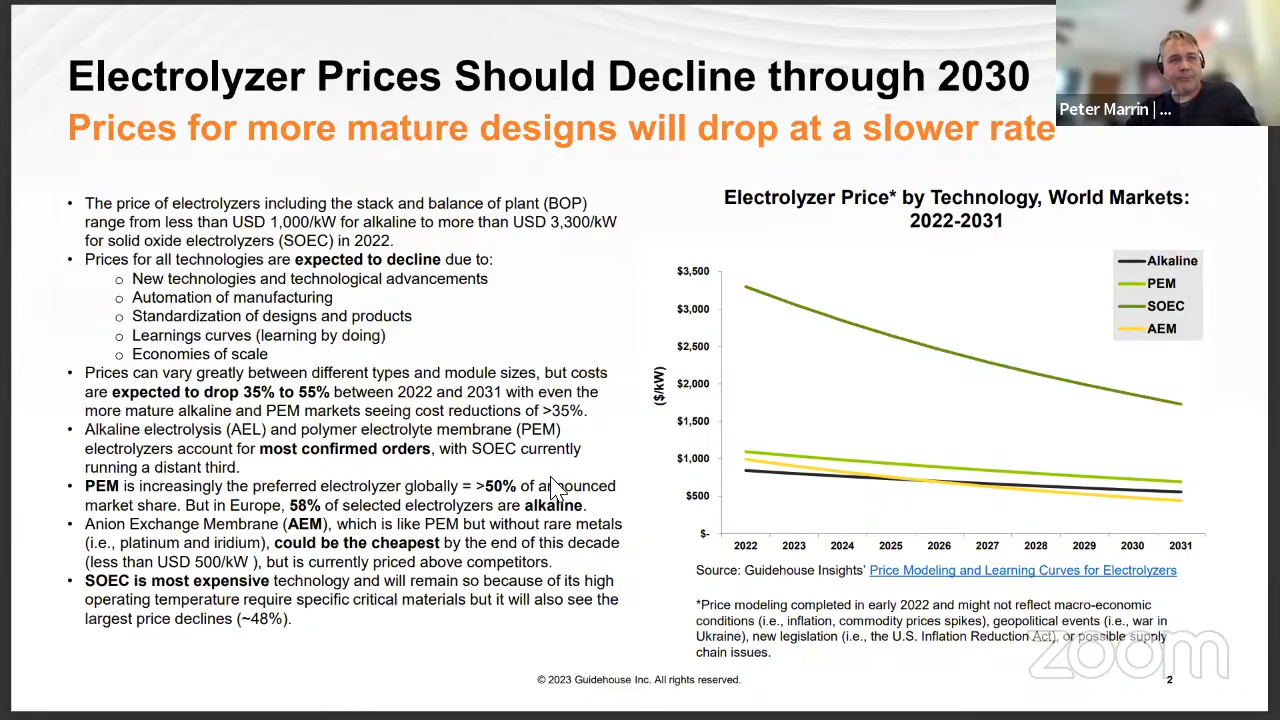 Electrolyzer Prices Should Decline through 2030
Prices for more mature designs will drop at a slower rate
Peter Marrin | ...
• The price of electrolyzers including the stack and balance of plant (BOP)
range from less than USD 1,000/kW for alkaline to more than USD 3,300/kW
for solid oxide electrolyzers (SOEC) in 2022.
• Prices for all technologies are expected to decline due to:
o New technologies and technological advancements
o Automation of manufacturing
o Standardization of designs and products
o Learnings curves (learning by doing)
o Economies of scale
• Prices can vary greatly between different types and module sizes, but costs
are expected to drop 35% to 55% between 2022 and 2031 with even the
more mature alkaline and PEM markets seeing cost reductions of >35%.
• Alkaline electrolysis (AEL) and polymer electrolyte membrane (PEM)
electrolyzers account for most confirmed orders, with SOEC currently
running a distant third.
• PEM is increasingly the preferred electrolyzer globally = >50% of announced
market share. But in Europe, 58% of selected electrolyzers are alkaline.
• Anion Exchange Membrane (AEM), which is like PEM but without rare metals
(i.e., platinum and iridium), could be the cheapest by the end of this decade
(less than USD 500/kW ), but is currently priced above competitors.
• SOEC is most expensive technology and will remain so because of its high
operating temperature require specific critical materials but it will also see the
largest price declines (~48%).
Electrolyzer Price* by Technology, World Markets:
2022-2031
Alkaline
PEM
SOEC
AEM
($/kW)
$3,500
$3,000
$2,500
$2,000
$1,500
$1,000
$500
$-
2022 2023 2024 2025 2026 2027 2028 2029 2030 2031
Source: Guidehouse Insights' Price Modeling and Learning Curves for Electrolyzers
*Price modeling completed in early 2022 and might not reflect macro-economic
conditions (i.e., inflation, commodity prices spikes), geopolitical events (i.e., war in
Ukraine), new legislation (i.e., the U.S. Inflation Reduction Act), or possible supply
chain issues.
zoom
© 2023 Guidehouse Inc. All rights reserved.
2